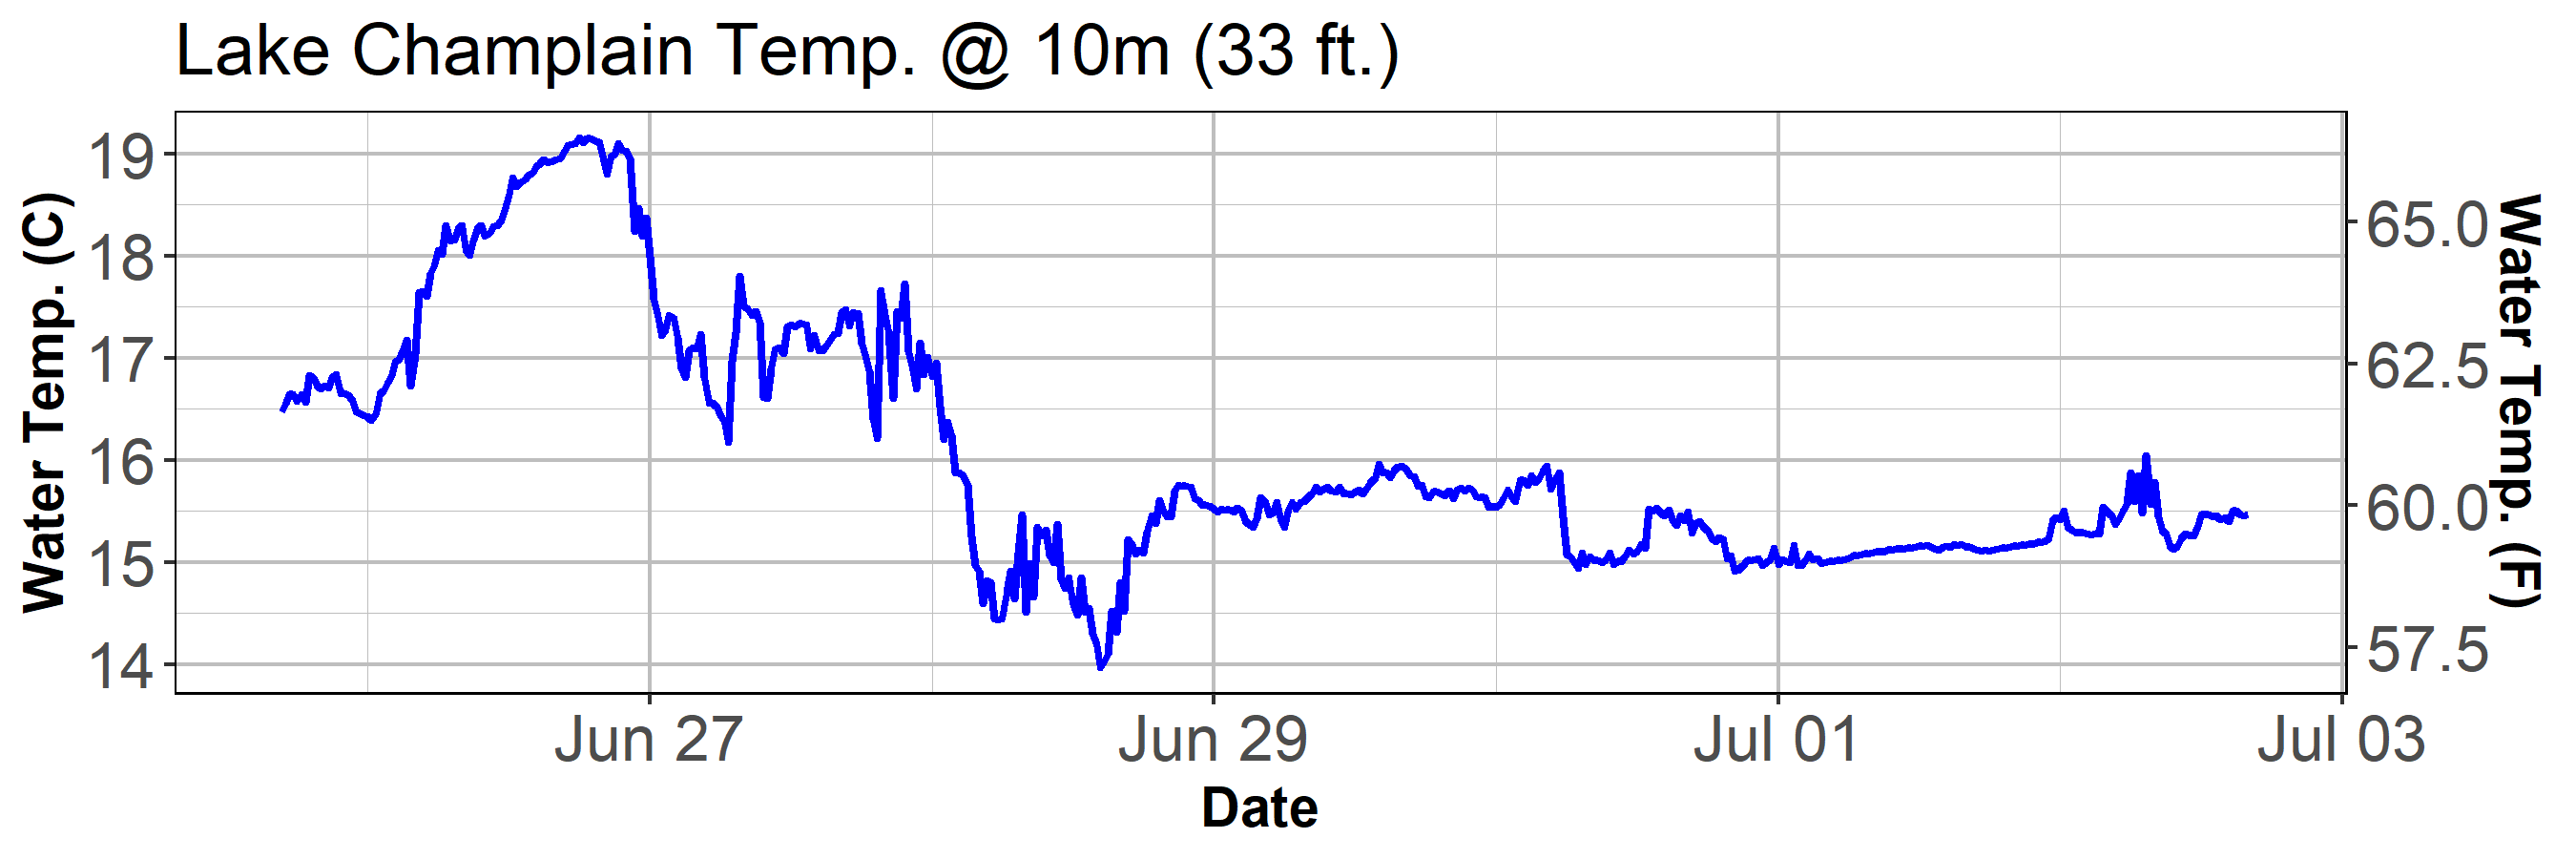 Lake Champlain Temp. @ 10m (33 ft.)
Water Temp. (C)
19
18
17
16
15
14
65.0
62.5
60.0
57.5
Water Temp. (F)
Jun 27
Jun 29
Jul 01
Jul 03
Date